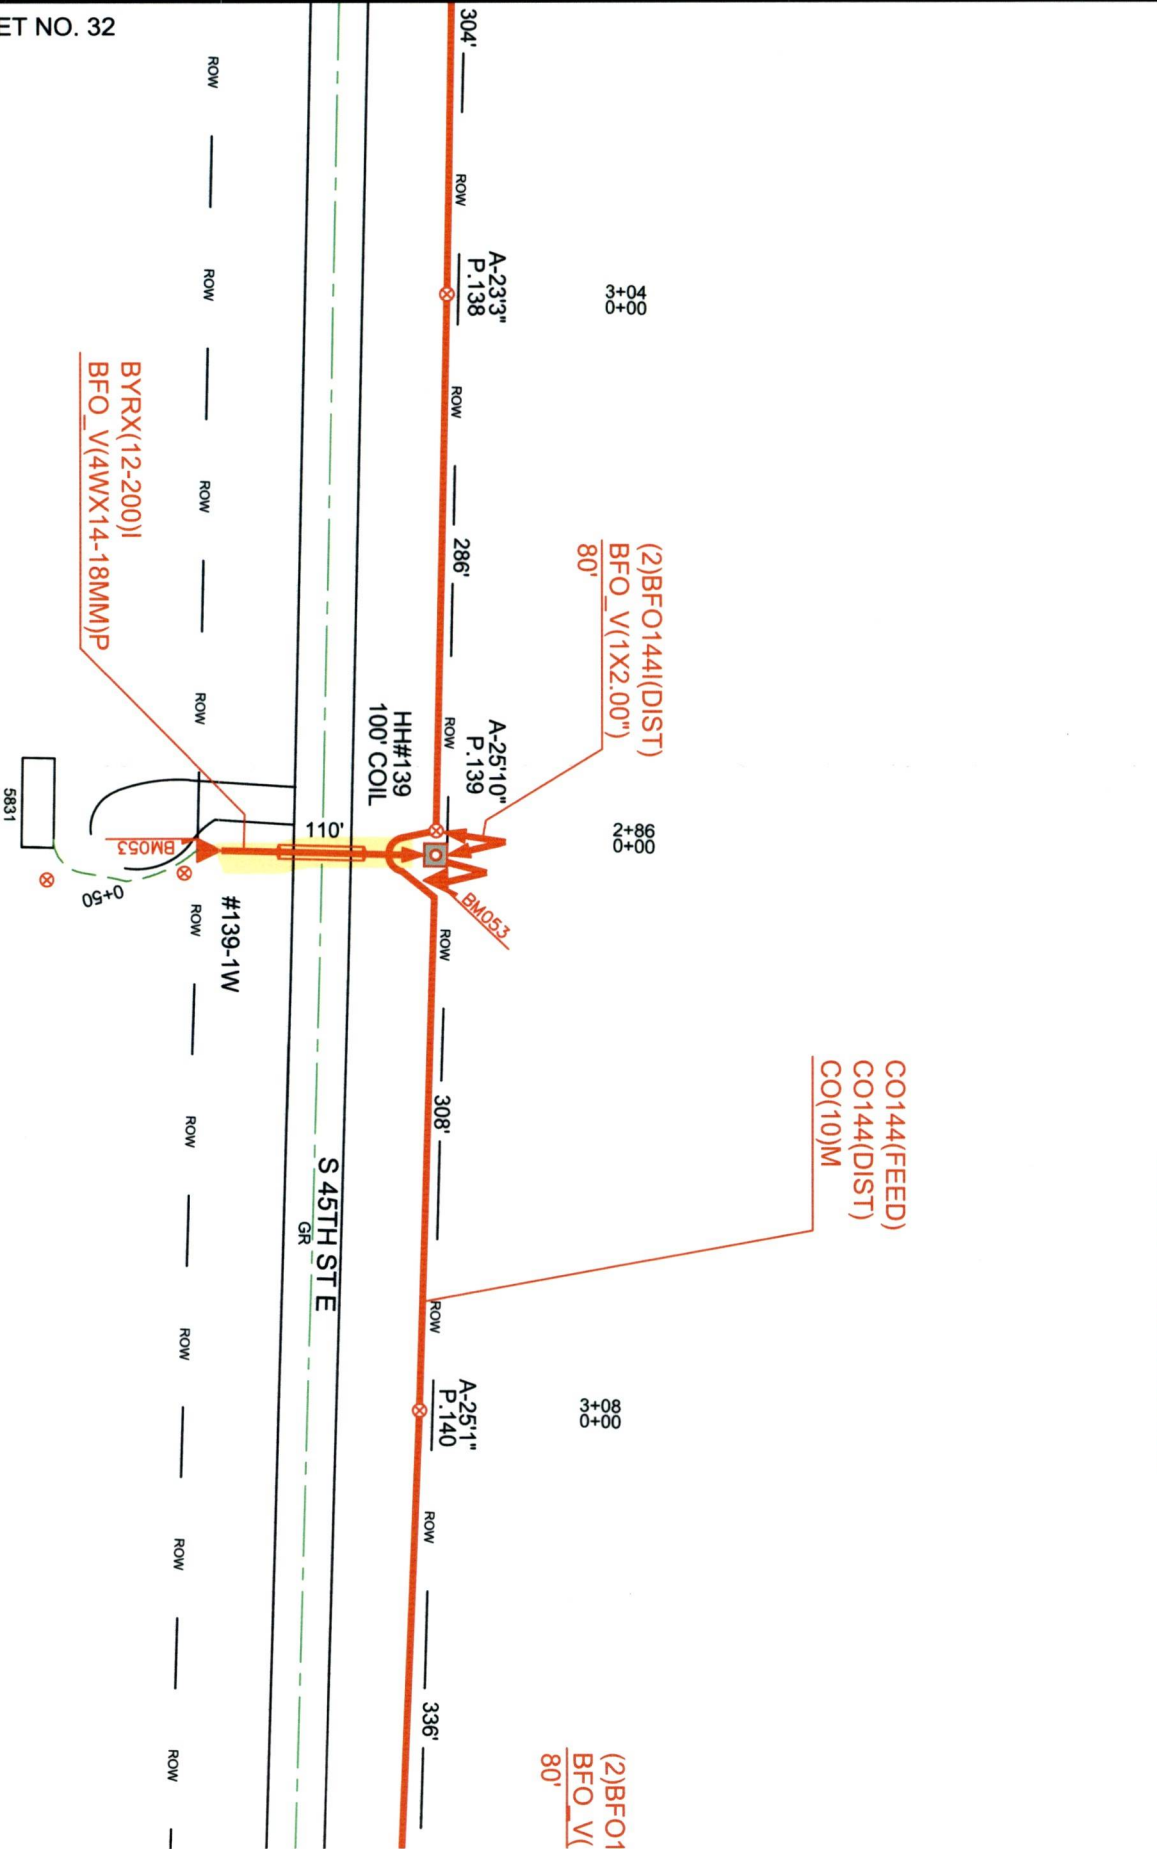 ET NO. 32
304'
ROW
ROW
A-23'3"
P.138
3+04
0+00
ROW
ROW
ROW
BYRX(12-200)I
BFO_V(4WX14-18MM)P
ROW
286'
(2)BFO144I(DIST)
BFO_V(1X2.00")
80'
ROW
HH#139
100' COIL
ROW
A-25'10"
P.139
2+86
0+00
5831
110'
BM053
BM053
0+50
#139-1W
ROW
ROW
CO144(FEED)
CO144(DIST)
CO(10)M
308'
ROW
S 45TH ST E
GR
ROW
ROW
A-25'1"
P.140
3+08
0+00
ROW
ROW
336'
ROW
(2)BFO1
BFO_V(
80'